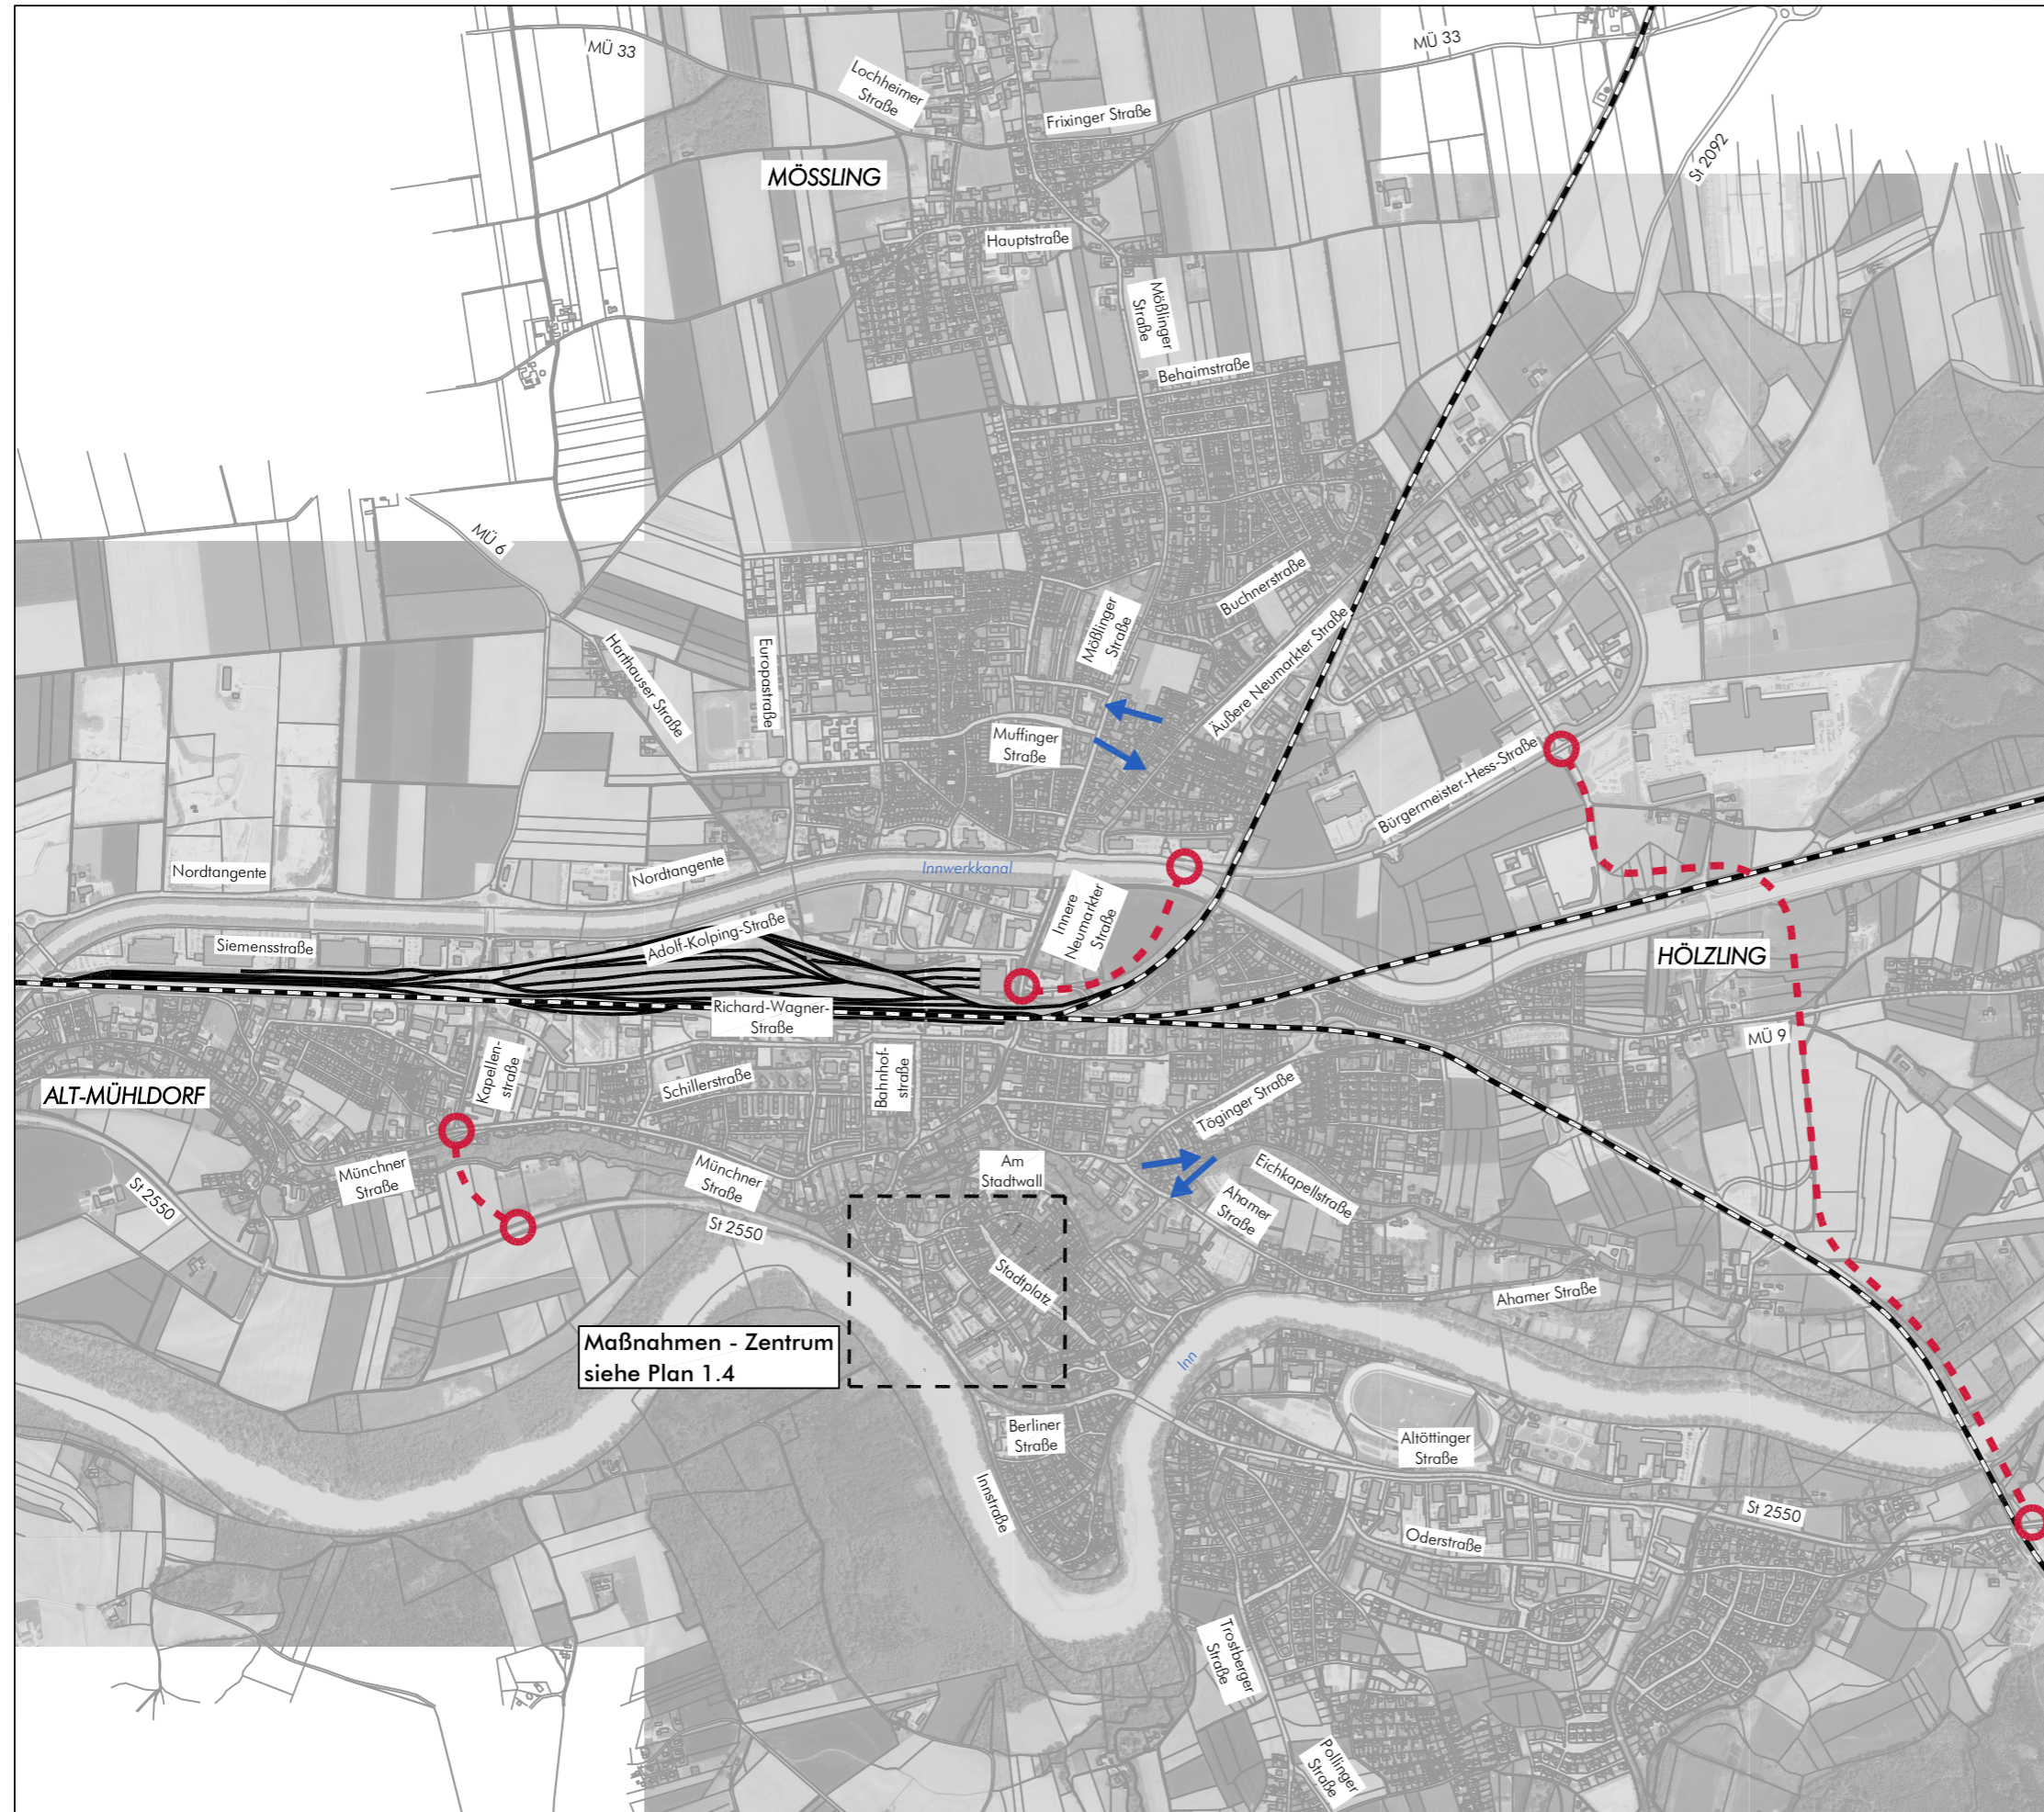 MÜ 33
MÜ 33
Lochheimer
Straße
Frixinger Straße
St 2092
MÖSSLING
Hauptstraße
Mößlinger
Straße
Behaimstraße
MÜ 6
Buchnerstraße
Mößlinger
Straße
Harthauser Straße
Europastraße
Äußere Neumarkter Straße
Muffinger
Straße
Bürgermeister-Hess-Straße
Nordtangente
Nordtangente
Innwerkkanal
Innere
Neumarkter
Straße
Siemensstraße
Adolf-Kolping-Straße
HÖLZLING
Richard-Wagner-
Straße
MÜ 9
Kapellen-
straße
Schillerstraße
Bahnhof-
straße
ALT-MÜHLDORF
Töginger Straße
Münchner
Straße
Münchner
Straße
Am
Stadtwall
Eichkapellstraße
Ahamer
Straße
St 2550
St 2550
Stadtplatz
Ahamer Straße
Maßnahmen - Zentrum
siehe Plan 1.4
Inn
Berliner
Straße
Altöttinger
Straße
Innstraße
St 2550
Oderstraße
Trostberger
Straße
Pollinger
Straße